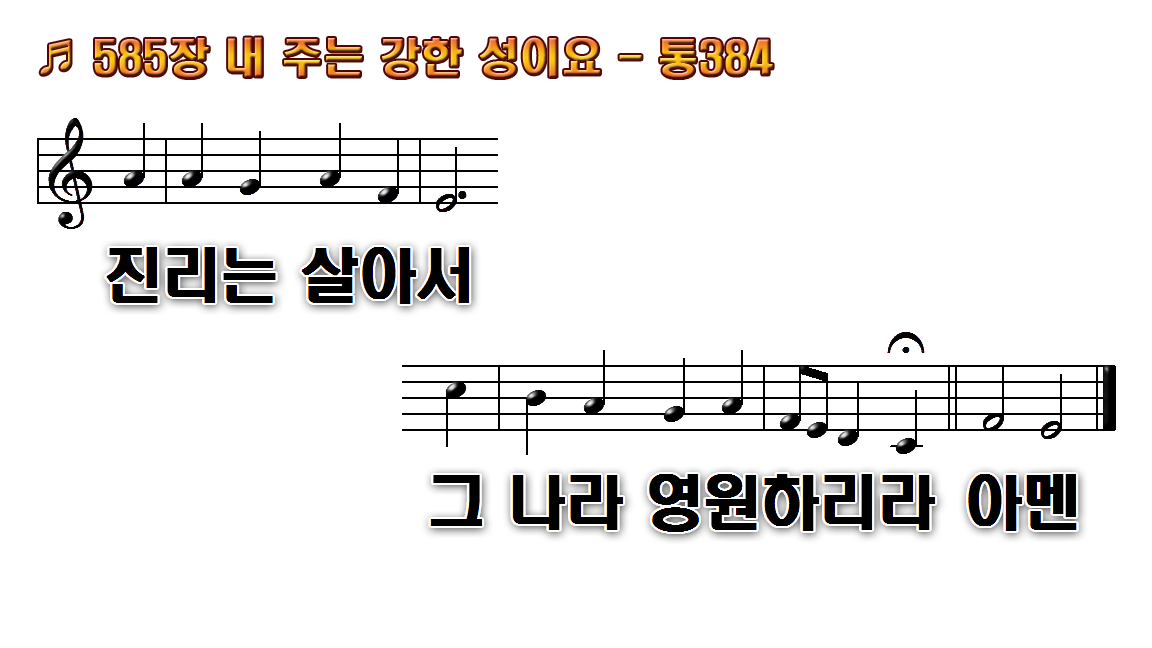 ♬ 585장 내 주는 강한 성이요 - 통384
진리는 살아서
그 나라 영원하리라 아멘